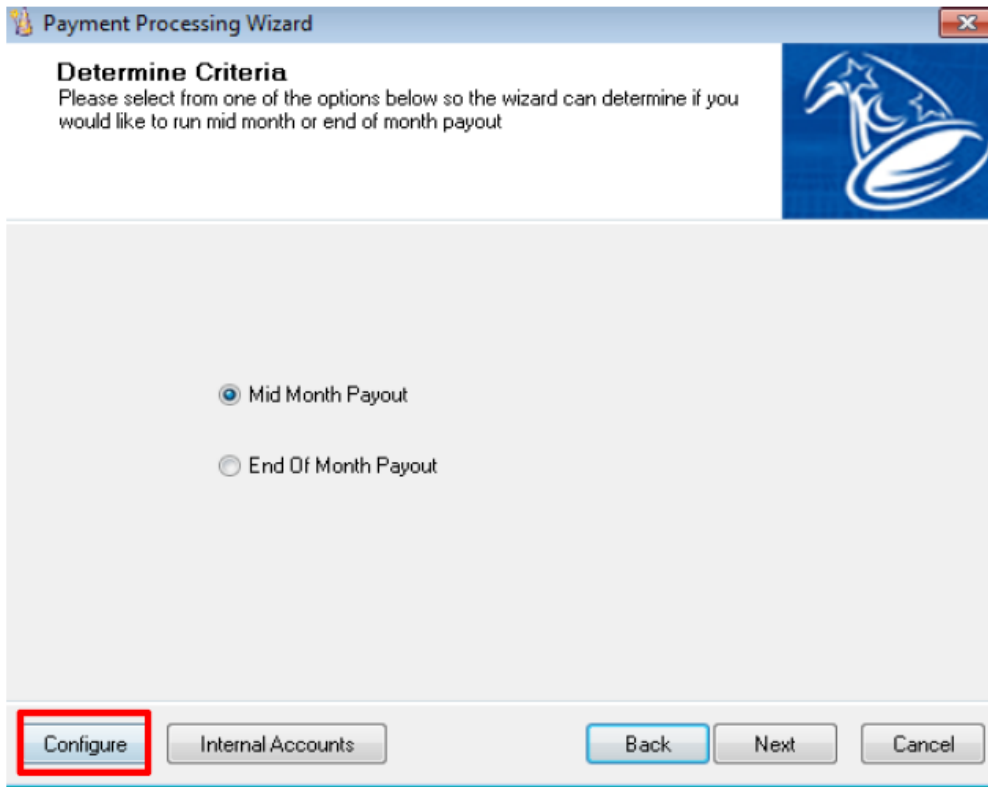 Payment Processing Wizard
Determine Criteria
Please select from one of the options below so the wizard can determine if you
would like to run mid month or end of month payout
Mid Month Payout
End Of Month Payout
Configure
Internal Accounts
Back
Next
Cancel